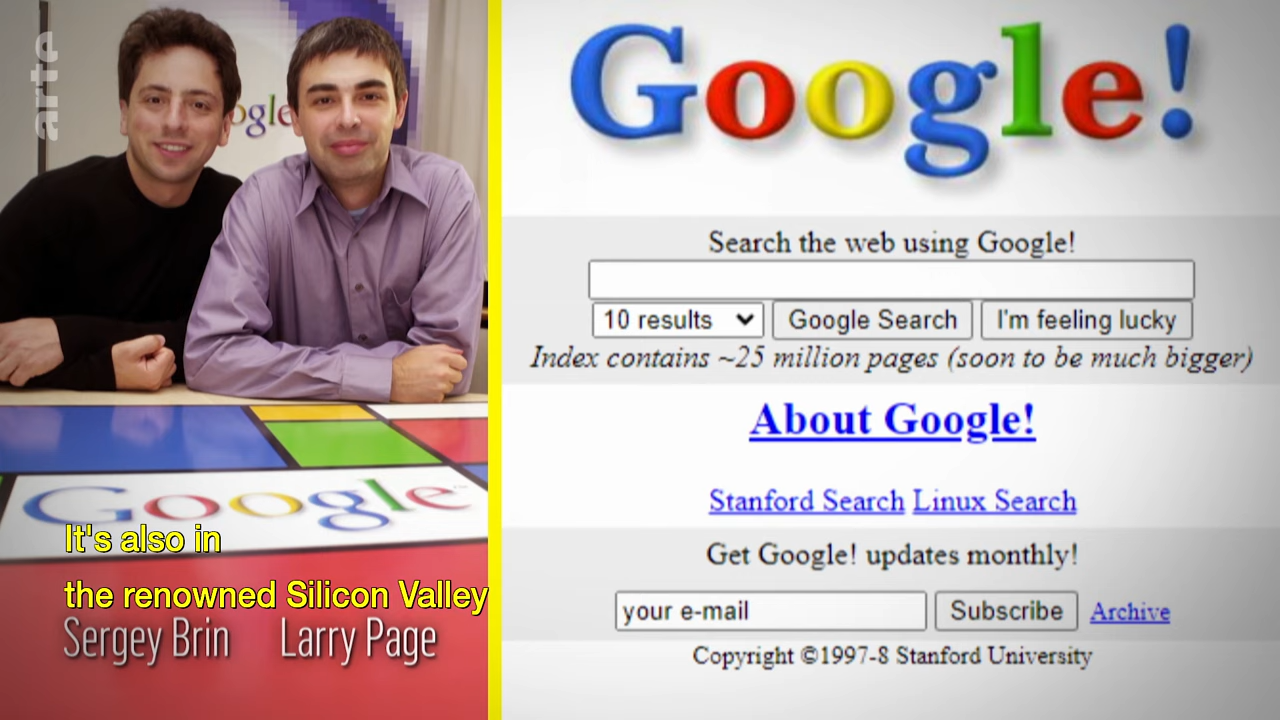 arte
ogle
Google
It's also in
the renowned Silicon Valley
Sergey Brin Larry Page
Google!
Search the web using Google!
10 results Google Search I'm feeling lucky
Index contains ~25 million pages (soon to be much bigger)
About Google!
Stanford Search Linux Search
Get Google! updates monthly!
your e-mail Subscribe Archive
Copyright ©1997-8 Stanford University